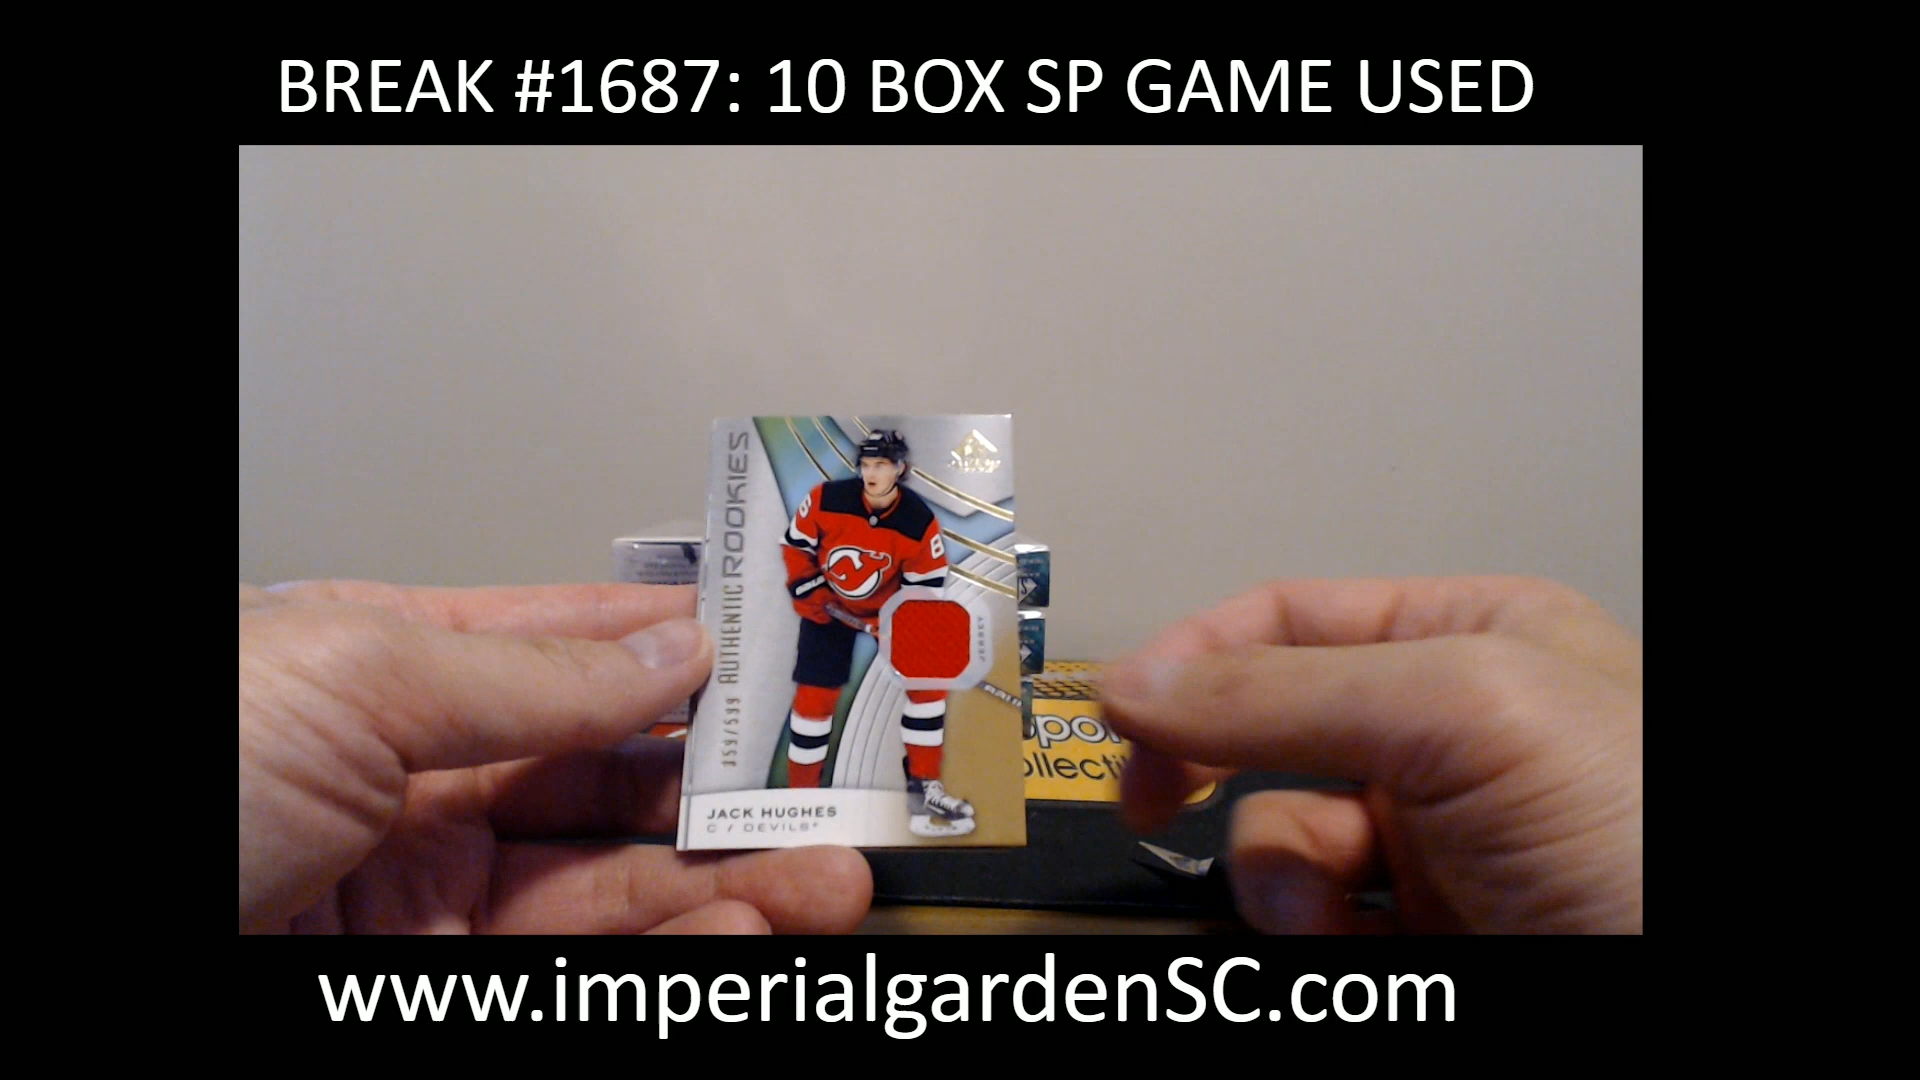 BREAK #1687: 10 BOX SP GAME USED
AUTHENTIC ROOKIES
JERSEY
JACK HUGHES
C / DEVILS
www.imperialgardenSC.com